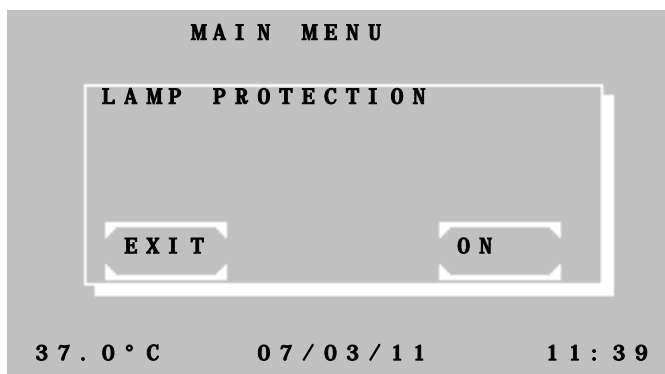 MAIN MENU
LAMP PROTECTION
EXIT ON
37.0°C 07/03/11 11:39